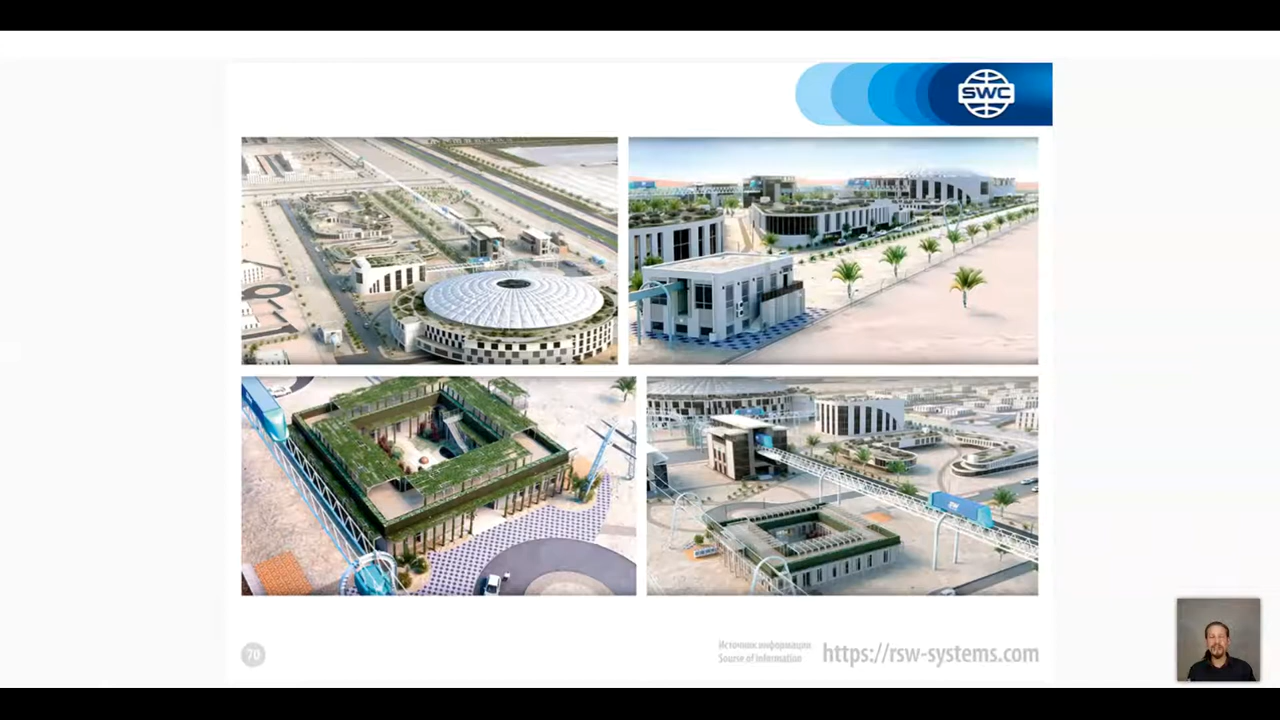 SWC
70
Источник информации
Sourse of information
https://rsw-systems.com